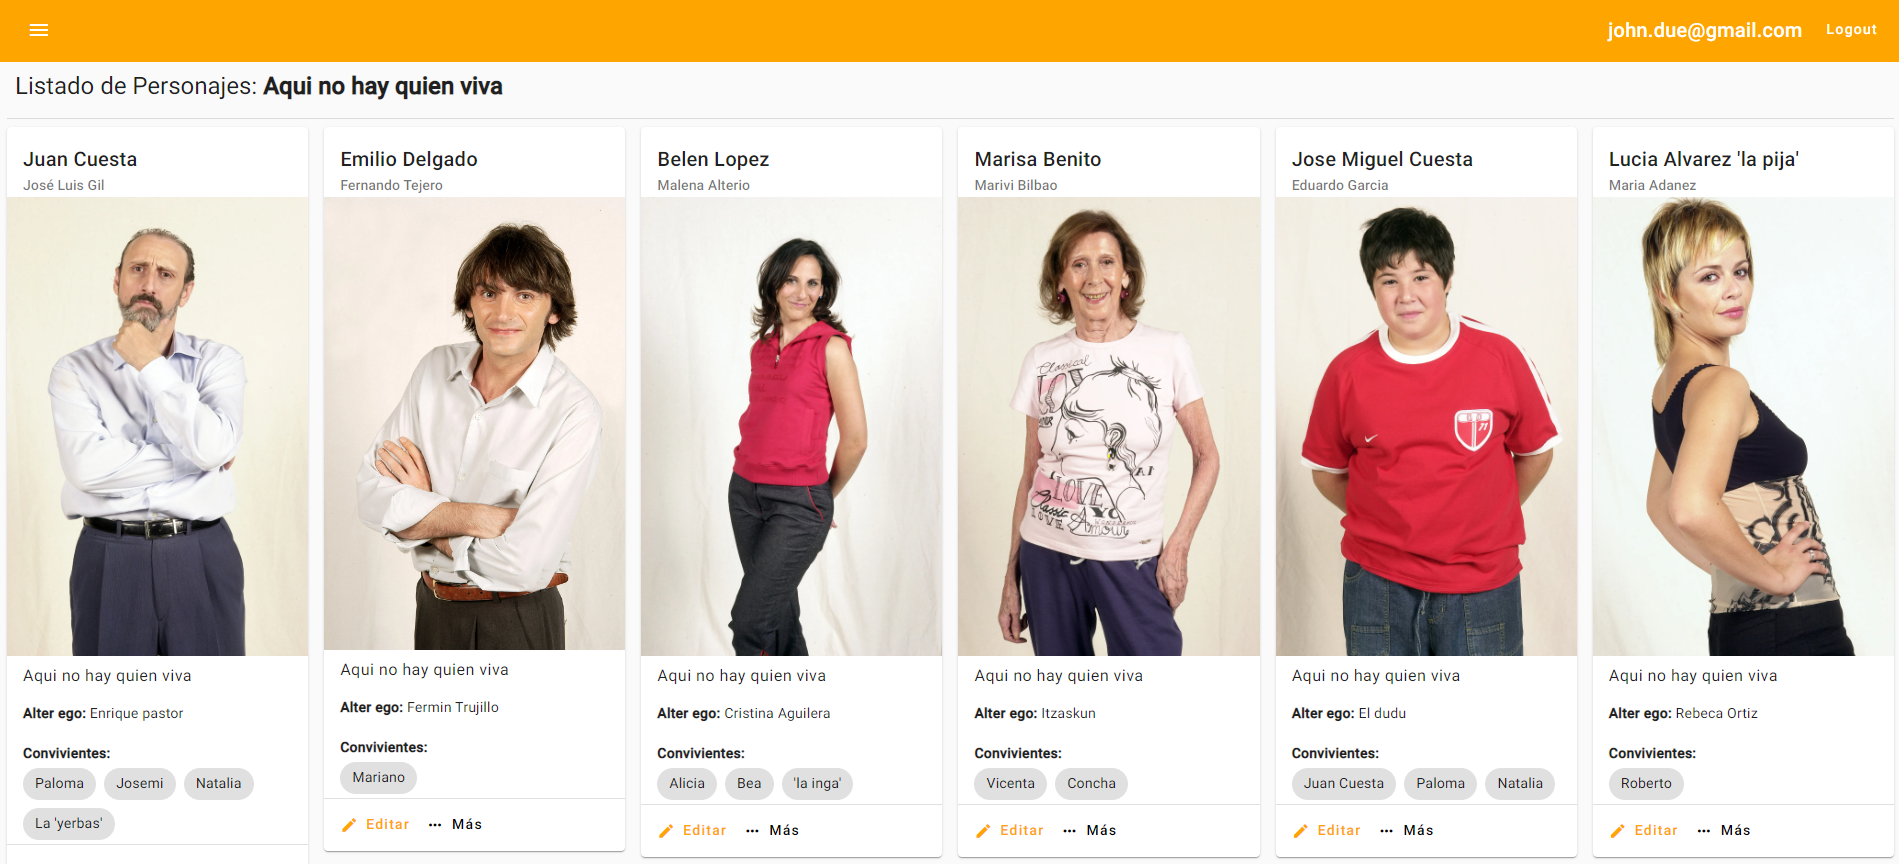 john.due@gmail.com Logout
Listado de Personajes: Aqui no hay quien viva
Juan Cuesta
José Luis Gil
Aqui no hay quien viva
Alter ego: Enrique pastor
Convivientes:
Paloma Josemi Natalia
La 'yerbas'
Emilio Delgado
Fernando Tejero
Aqui no hay quien viva
Alter ego: Fermin Trujillo
Convivientes:
Mariano
Editar Más
Belen Lopez
Malena Alterio
Aqui no hay quien viva
Alter ego: Cristina Aguilera
Convivientes:
Alicia Bea 'la inga'
Editar Más
Marisa Benito
Marivi Bilbao
Classical
LOVE
Classic
Amour
Aqui no hay quien viva
Alter ego: Itzaskun
Convivientes:
Vicenta Concha
Editar Más
Jose Miguel Cuesta
Eduardo Garcia
71
Aqui no hay quien viva
Alter ego: El dudu
Convivientes:
Juan Cuesta Paloma Natalia
Editar Más
Lucia Alvarez 'la pija'
Maria Adanez
Aqui no hay quien viva
Alter ego: Rebeca Ortiz
Convivientes:
Roberto
Editar Más